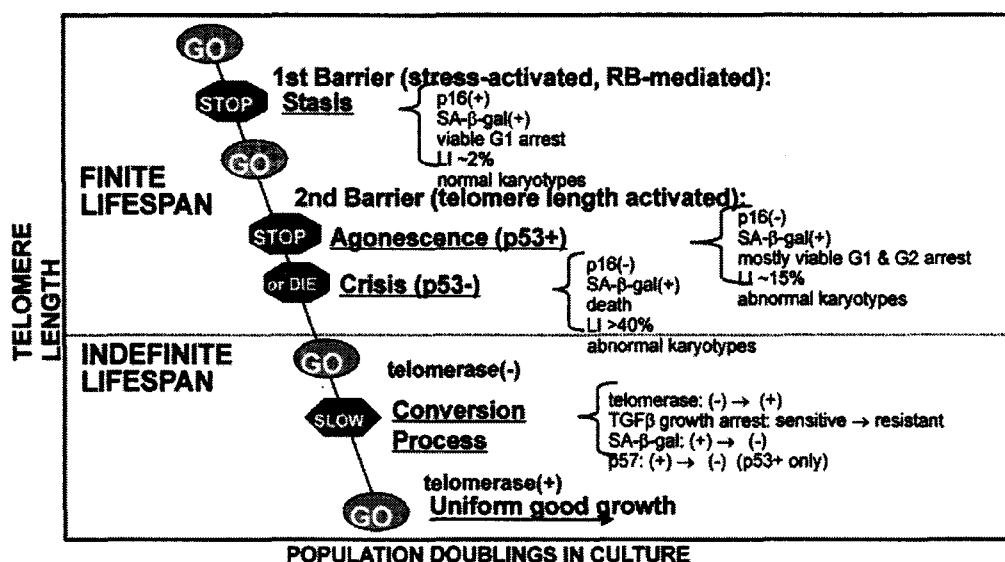 GO
1st Barrier (stress-activated, RB-mediated):
STOP
Stasis
p16(+)
SA-β-gal(+)
viable G1 arrest
LI ~2%
normal karyotypes
GO
FINITE
LIFESPAN
2nd Barrier (telomere length activated):
STOP
Agonescence (p53+)
p16(-)
SA-β-gal(+)
mostly viable G1 & G2 arrest
LI ~15%
abnormal karyotypes
or DIE
Crisis (p53-)
p16(-)
SA-β-gal(+)
death
LI >40%
abnormal karyotypes
TELOMERE
LENGTH
INDEFINITE
LIFESPAN
GO
telomerase(-)
SLOW
Conversion
Process
telomerase: (-) → (+)
TGFβ growth arrest: sensitive → resistant
SA-β-gal: (+) → (-)
p57: (+) → (-) (p53+ only)
telomerase(+)
GO
Uniform good growth
POPULATION DOUBLINGS IN CULTURE